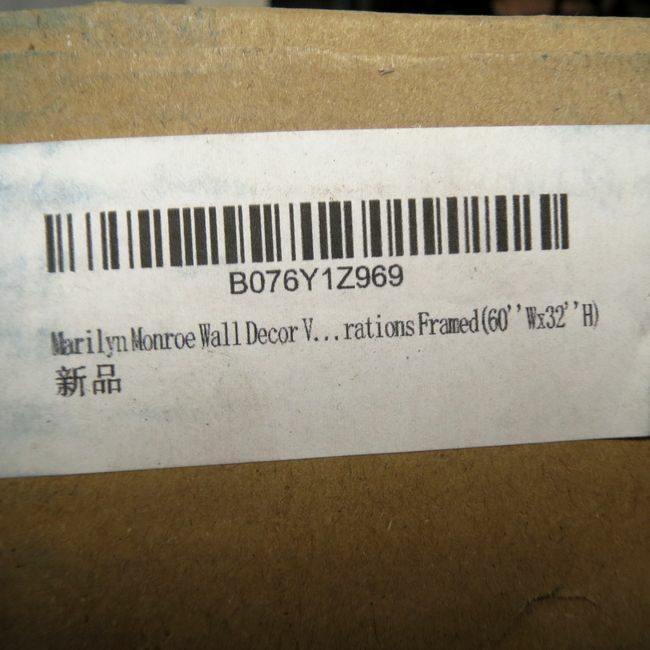 B076Y1Z969
Marilyn Monroe Wall Decor V...rations Framed(60''Wx32''H)
新品